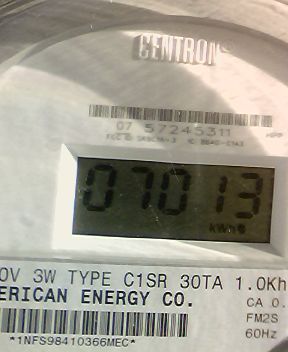 CENTRON®
07 57245311
07013
kWh
0V 3W TYPE C1SR 30TA 1.0Kh
ERICAN ENERGY CO.
CA 0.
FM2S
*1NFS98410366MEC*
60Hz